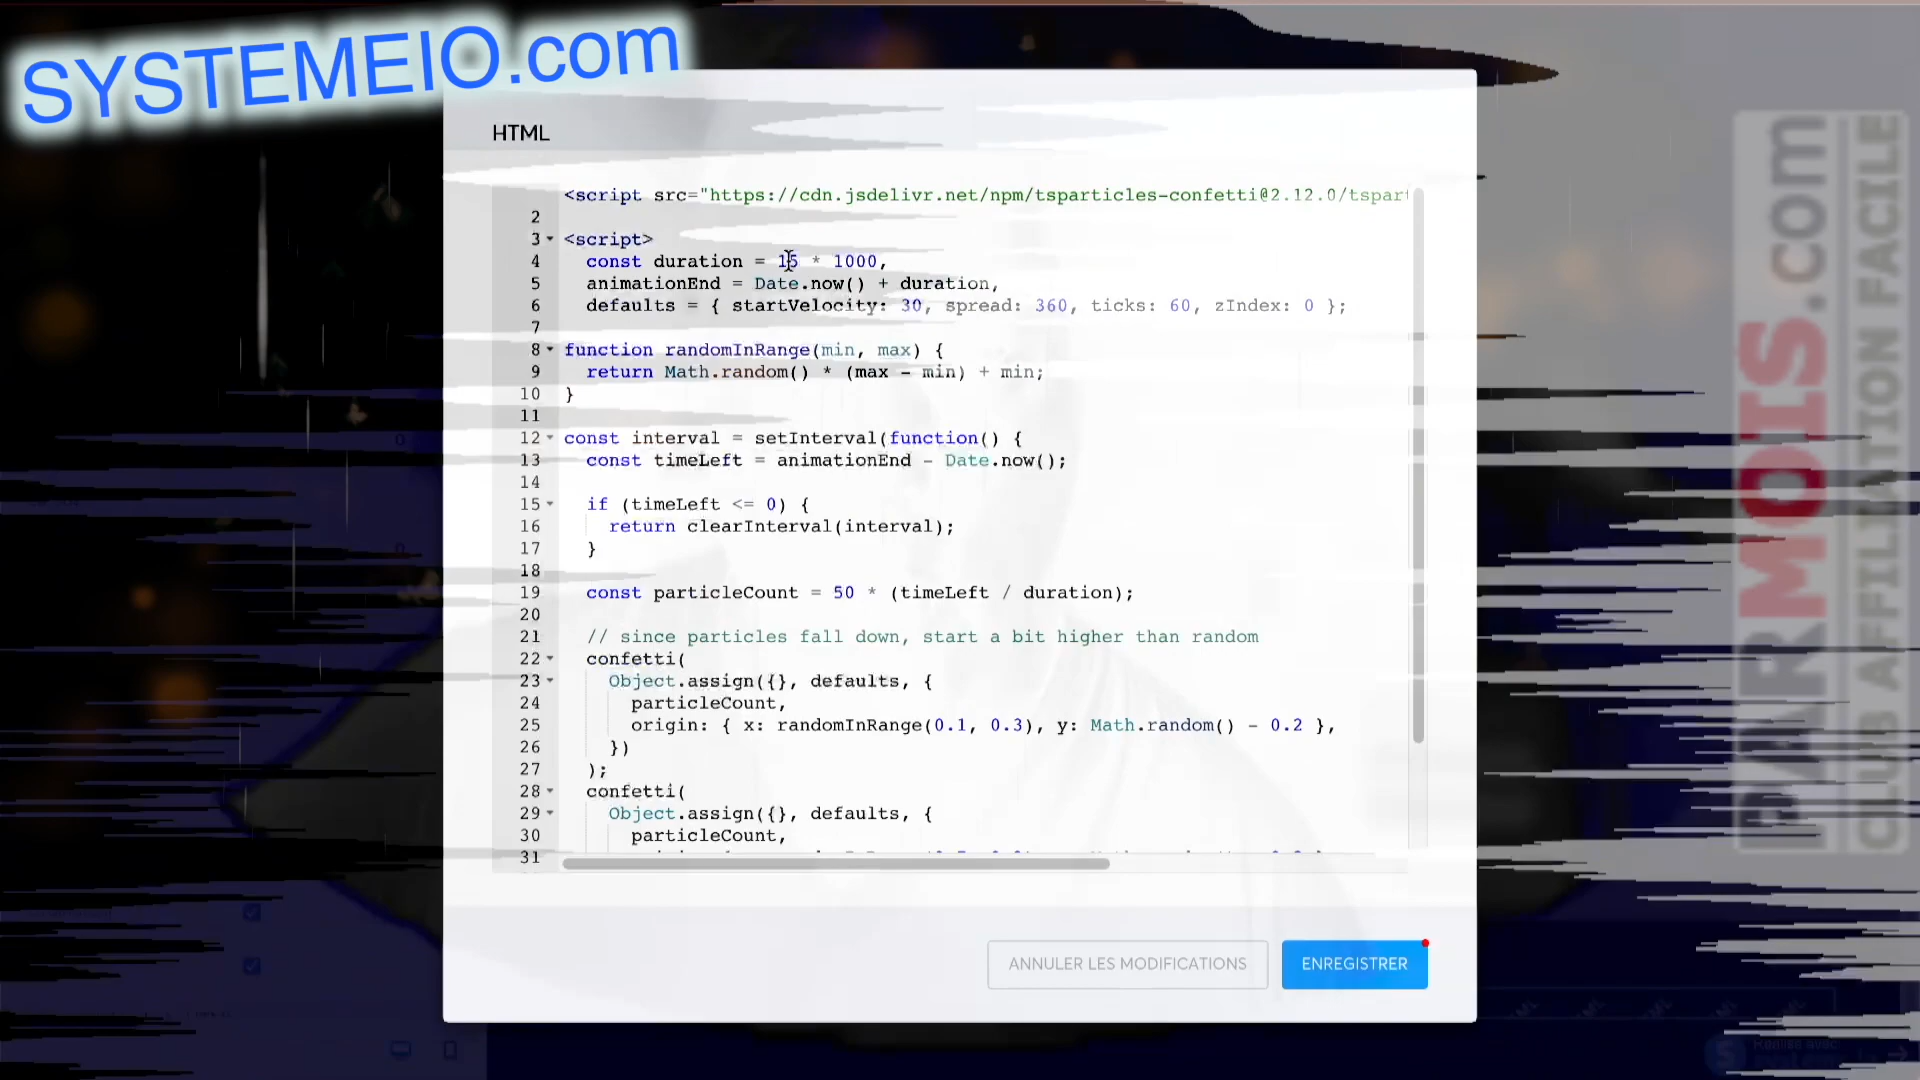 SYSTEMEIO.com
HTML
<script src="https://cdn.jsdelivr.net/npm/tsparticles-confetti@2.12.0/tspart
2
3 <script>
4 const duration = 15 * 1000,
5 animationEnd = Date.now() + duration,
6 defaults = { startVelocity: 30, spread: 360, ticks: 60, zIndex: 0 };
7
8 function randomInRange(min, max) {
9 return Math.random() * (max - min) + min;
10 }
11
12 const interval = setInterval(function() {
13 const timeLeft = animationEnd - Date.now();
14
15 if (timeLeft <= 0) {
16 return clearInterval(interval);
17 }
18
19 const particleCount = 50 * (timeLeft / duration);
20
21 // since particles fall down, start a bit higher than random
22 confetti(
23 Object.assign({}, defaults, {
24 particleCount,
25 origin: { x: randomInRange(0.1, 0.3), y: Math.random() - 0.2 },
26 })
27 );
28 confetti(
29 Object.assign({}, defaults, {
30 particleCount,
31
ANNULER LES MODIFICATIONS
ENREGISTRER
PARMOIS.com
CLUB AFFILIATION FACILE